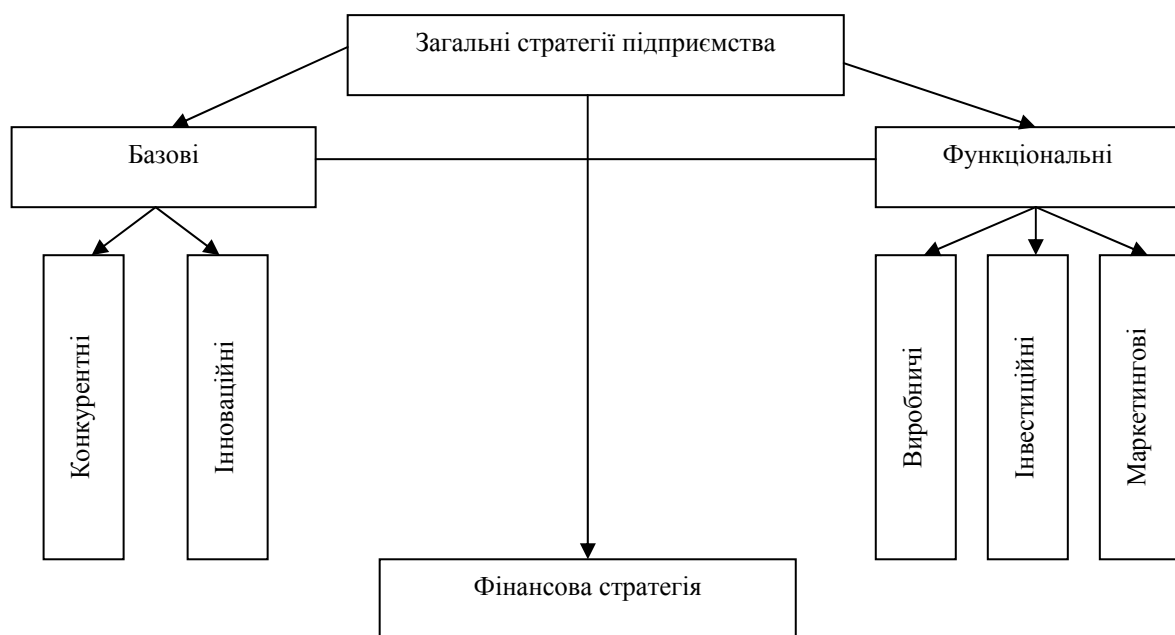 Загальні стратегії підприємства
Базові
Функціональні
Конкурентні
Інноваційні
Виробничі
Інвестиційні
Маркетингові
Фінансова стратегія